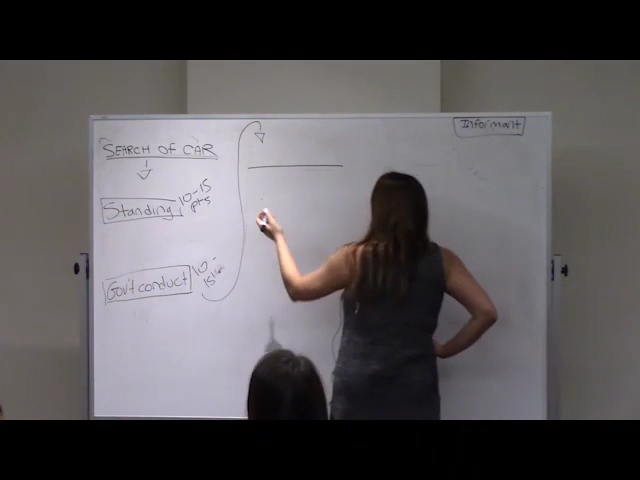 SEARCH OF CAR
Standing
10-15
pts
Gov't conduct
10-
15
Informant